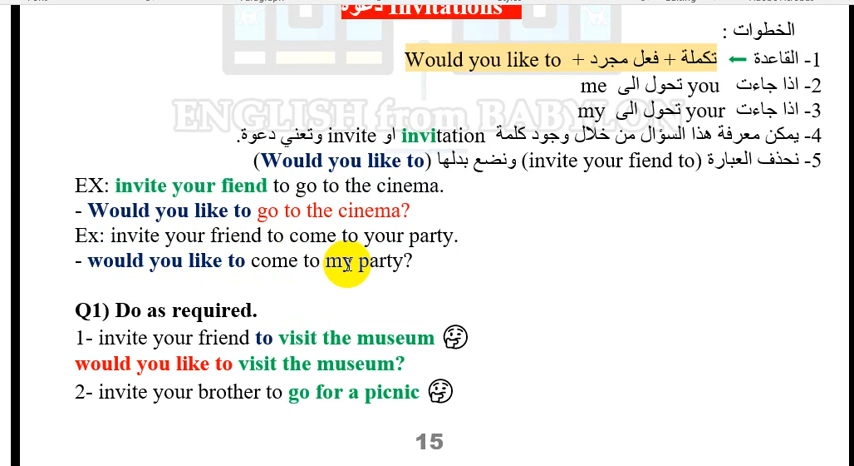 دعوة Invitations
الخطوات :
1- القاعدة ← Would you like to + فعل مجرد + تكملة
2- اذا جاءت you تحول الى me
3- اذا جاءت your تحول الى my
ENGLISH from BABYLON
4- يمكن معرفة هذا السؤال من خلال وجود كلمة invitation او invite وتعني دعوة.
5- نحذف العبارة (invite your fiend to) ونضع بدلها (Would you like to)
EX: invite your fiend to go to the cinema.
- Would you like to go to the cinema?
Ex: invite your friend to come to your party.
- would you like to come to my party?
Q1) Do as required.
1- invite your friend to visit the museum
would you like to visit the museum?
2- invite your brother to go for a picnic
15